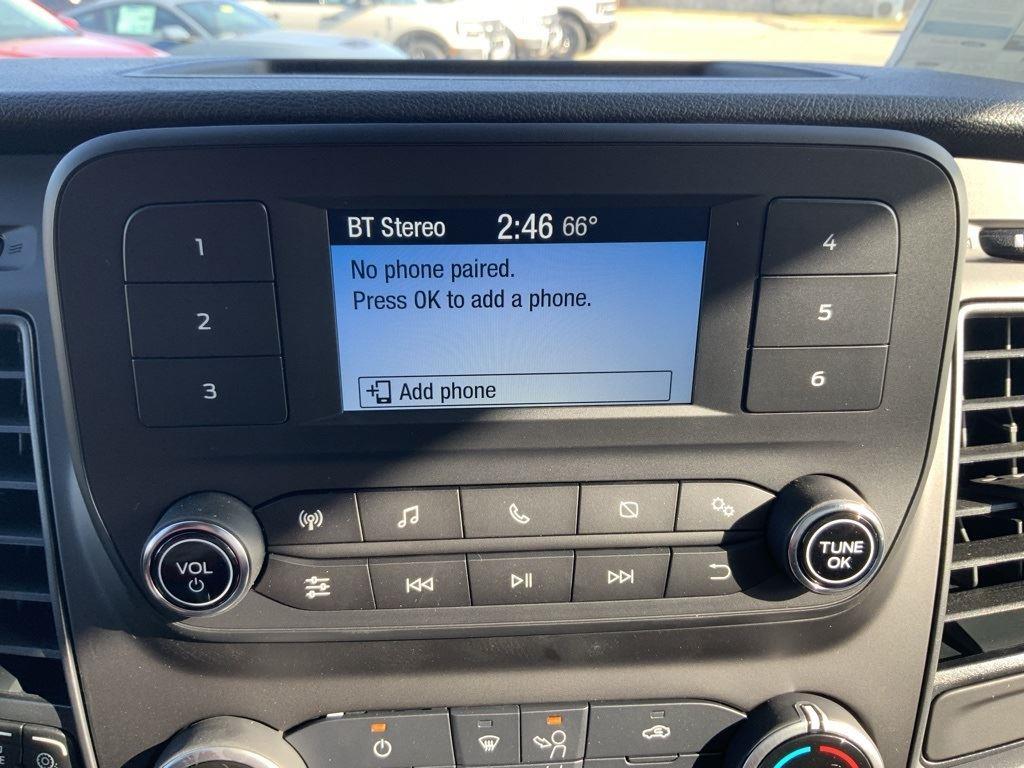 BT Stereo 2:46 66°
No phone paired.
Press OK to add a phone.
Add phone
1
2
3
4
5
6
VOL
TUNE
OK